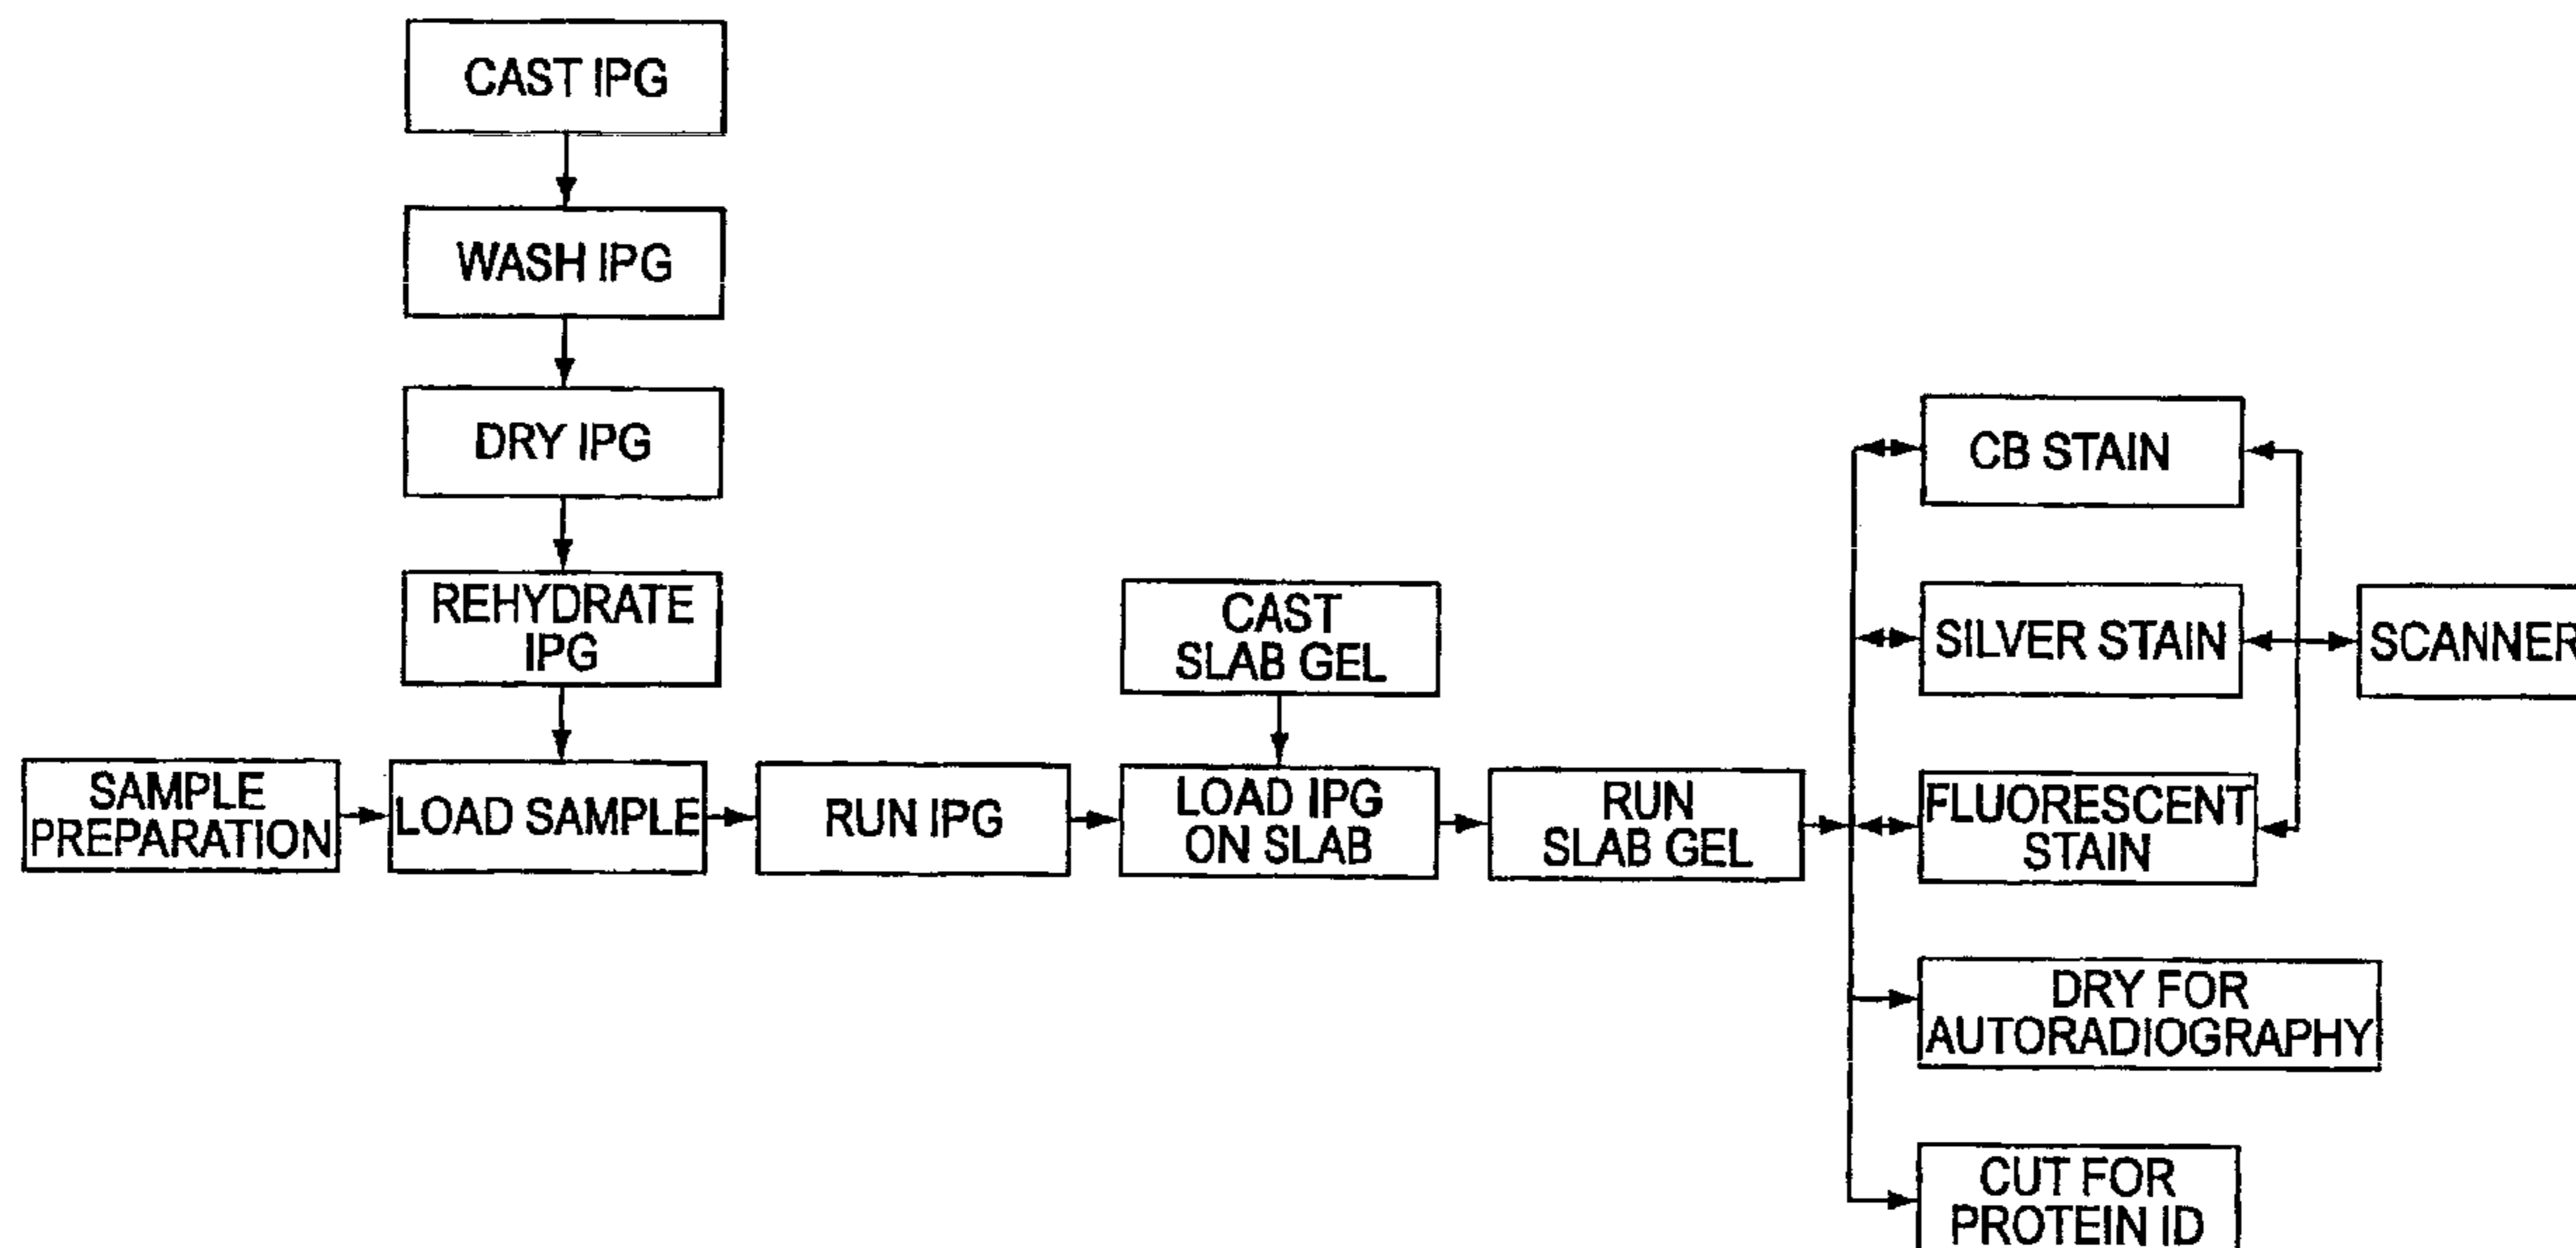 CAST IPG
WASH IPG
DRY IPG
REHYDRATE
IPG
SAMPLE
PREPARATION
LOAD SAMPLE
RUN IPG
CAST
SLAB GEL
LOAD IPG
ON SLAB
RUN
SLAB GEL
CB STAIN
SILVER STAIN
FLUORESCENT
STAIN
DRY FOR
AUTORADIOGRAPHY
CUT FOR
PROTEIN ID
SCANNER